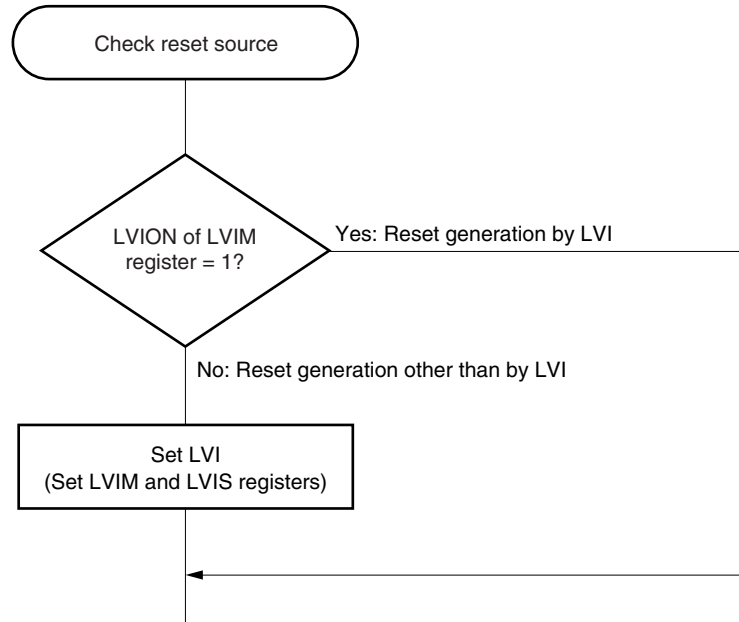 Check reset source
LVION of LVIM
register = 1?
Yes: Reset generation by LVI
No: Reset generation other than by LVI
Set LVI
(Set LVIM and LVIS registers)